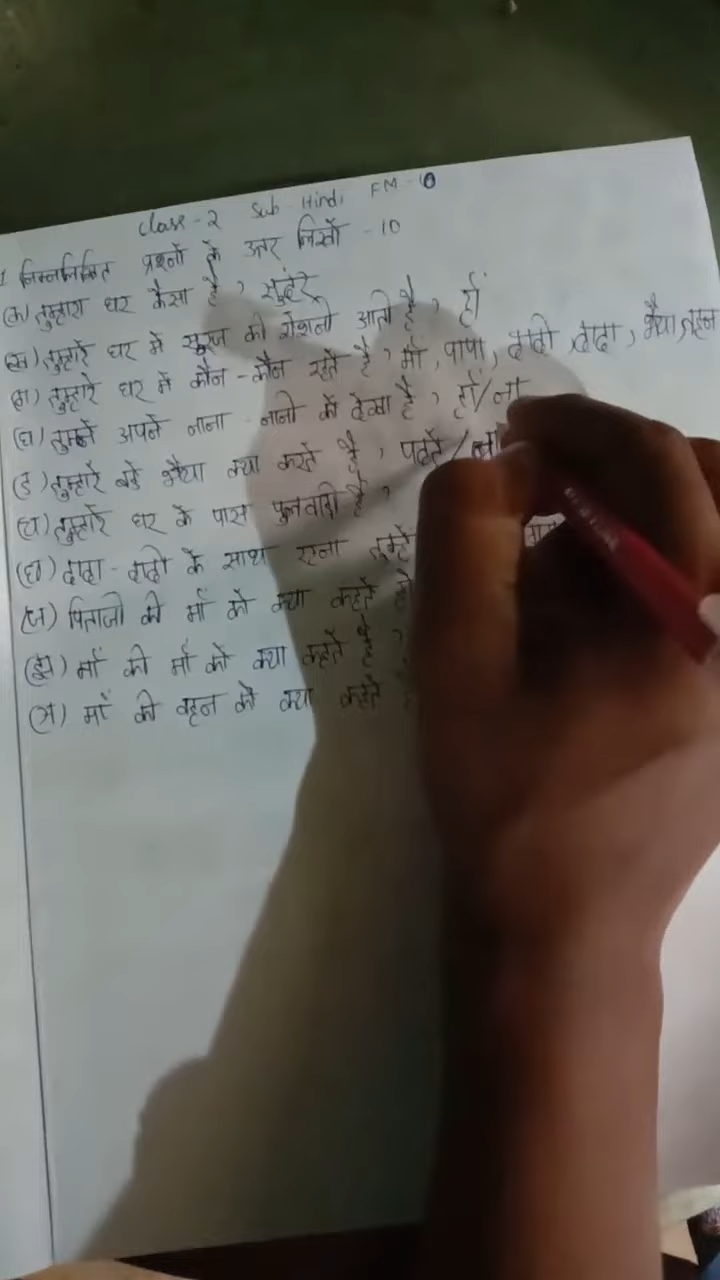 Class - 2 Sub - Hindi FM - 10
1 निम्नलिखित प्रश्नों के उत्तर लिखो - 10
(क) तुम्हारा घर कैसा है ? सुंदर
(ख) तुम्हारे घर में सूरज की रोशनी आती है ? हाँ
(ग) तुम्हारे घर में कौन - कौन रहते है ? माँ, पापा, दादी, दादा, भैया, बहन
(घ) तुमने अपने नाना - नानी को देखा है ? हाँ/ना
(ङ) तुम्हारे बडे भैया क्या करते है ? पढ़ते /
(च) तुम्हारे घर के पास फुलवारी है ?
(छ) दादा - दादी के साथ रहना तुम्हें
(ज) पिताजी की माँ को क्या कहते हो
(झ) माँ की माँ को क्या कहते हो ?
(ञ) माँ की बहन को क्या कहते